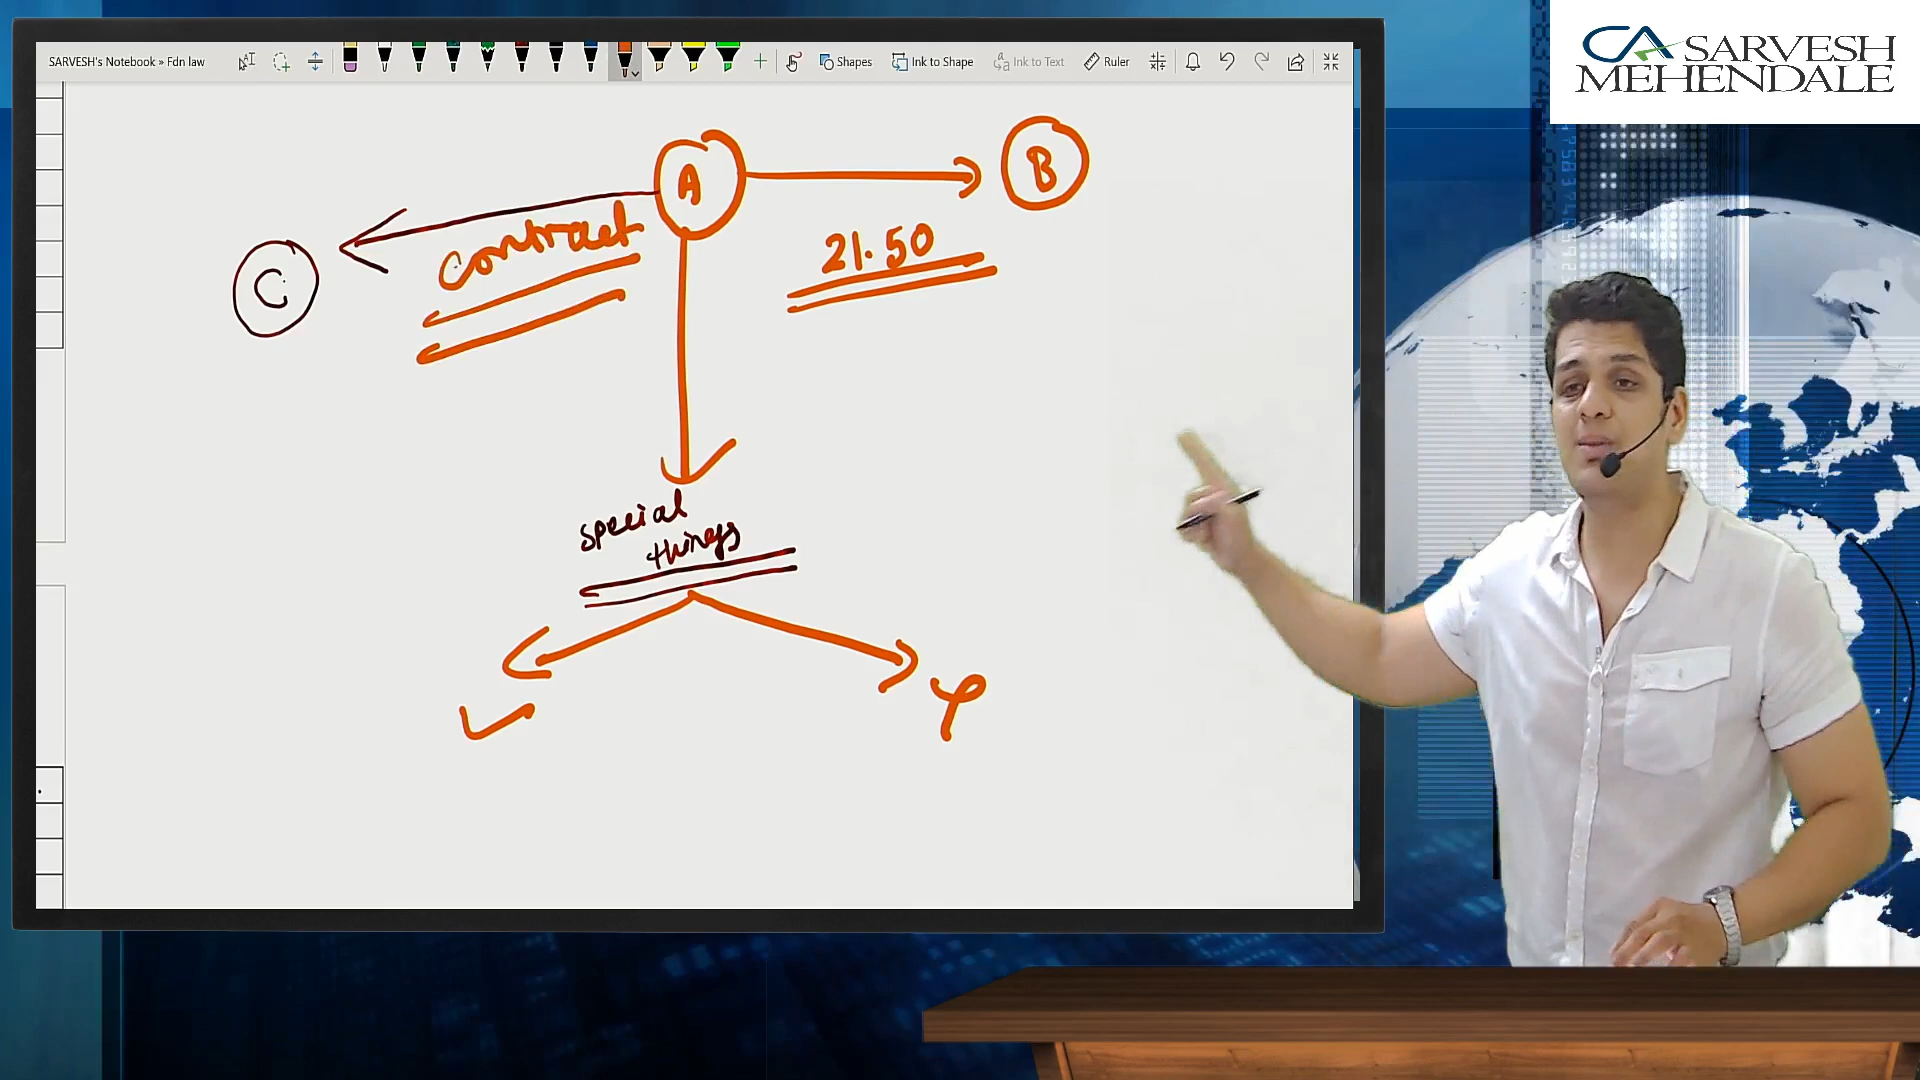 SARVESH's Notebook » Fdn law
Shapes
Ink to Shape
Ink to Text
Ruler
CA SARVESH
MEHENDALE
A
B
contract
21.50
C
special
things